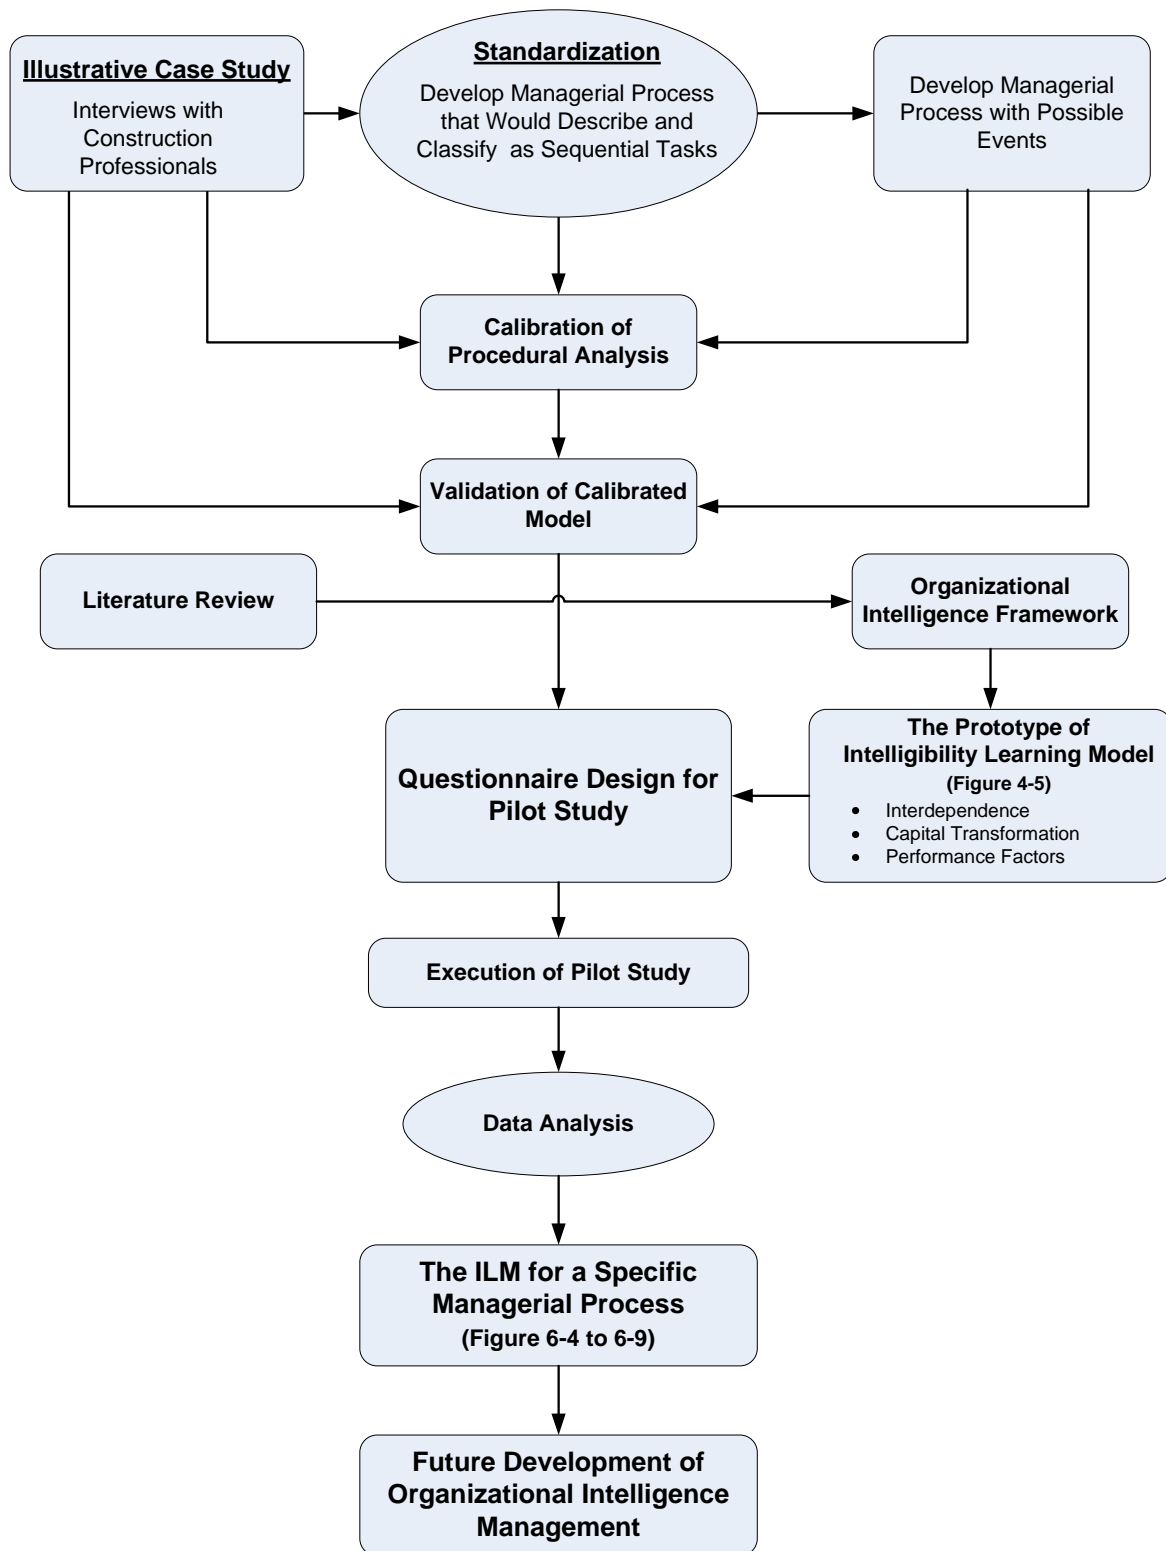 Illustrative Case Study
Interviews with
Construction
Professionals
Standardization
Develop Managerial Process
that Would Describe and
Classify as Sequential Tasks
Develop Managerial
Process with Possible
Events
Calibration of
Procedural Analysis
Validation of Calibrated
Model
Literature Review
Organizational
Intelligence Framework
The Prototype of
Intelligibility Learning Model
(Figure 4-5)
• Interdependence
• Capital Transformation
• Performance Factors
Questionnaire Design for
Pilot Study
Execution of Pilot Study
Data Analysis
The ILM for a Specific
Managerial Process
(Figure 6-4 to 6-9)
Future Development of
Organizational Intelligence
Management